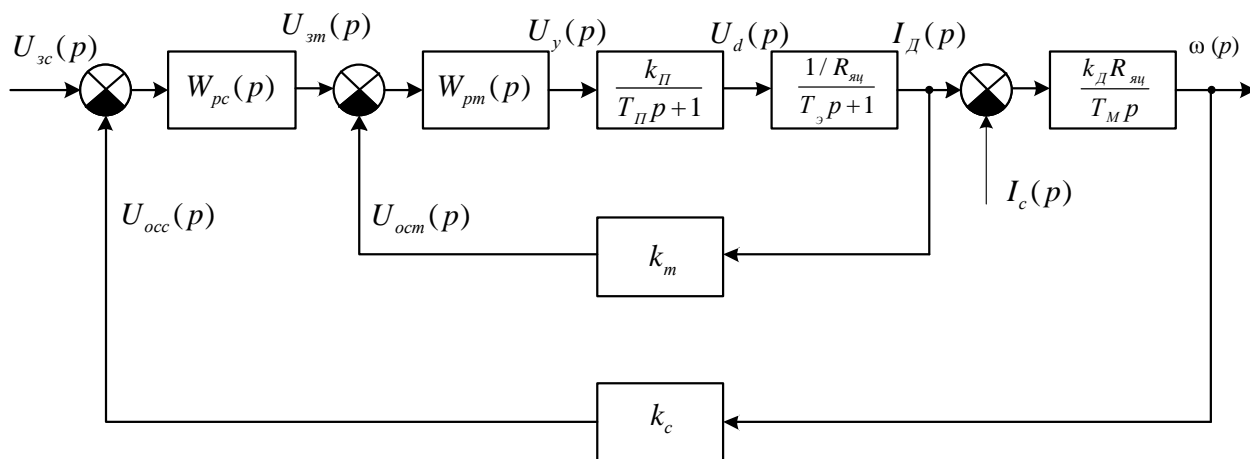 U_зс(p)
U_зт(p)
U_у(p)
U_d(p)
I_Д(p)
ω(p)
W_рс(p)
W_рт(p)
k_П
T_П p + 1
1 / R_яц
T_э p + 1
k_Д R_яц
T_М p
U_осс(p)
U_ост(p)
I_с(p)
k_т
k_с